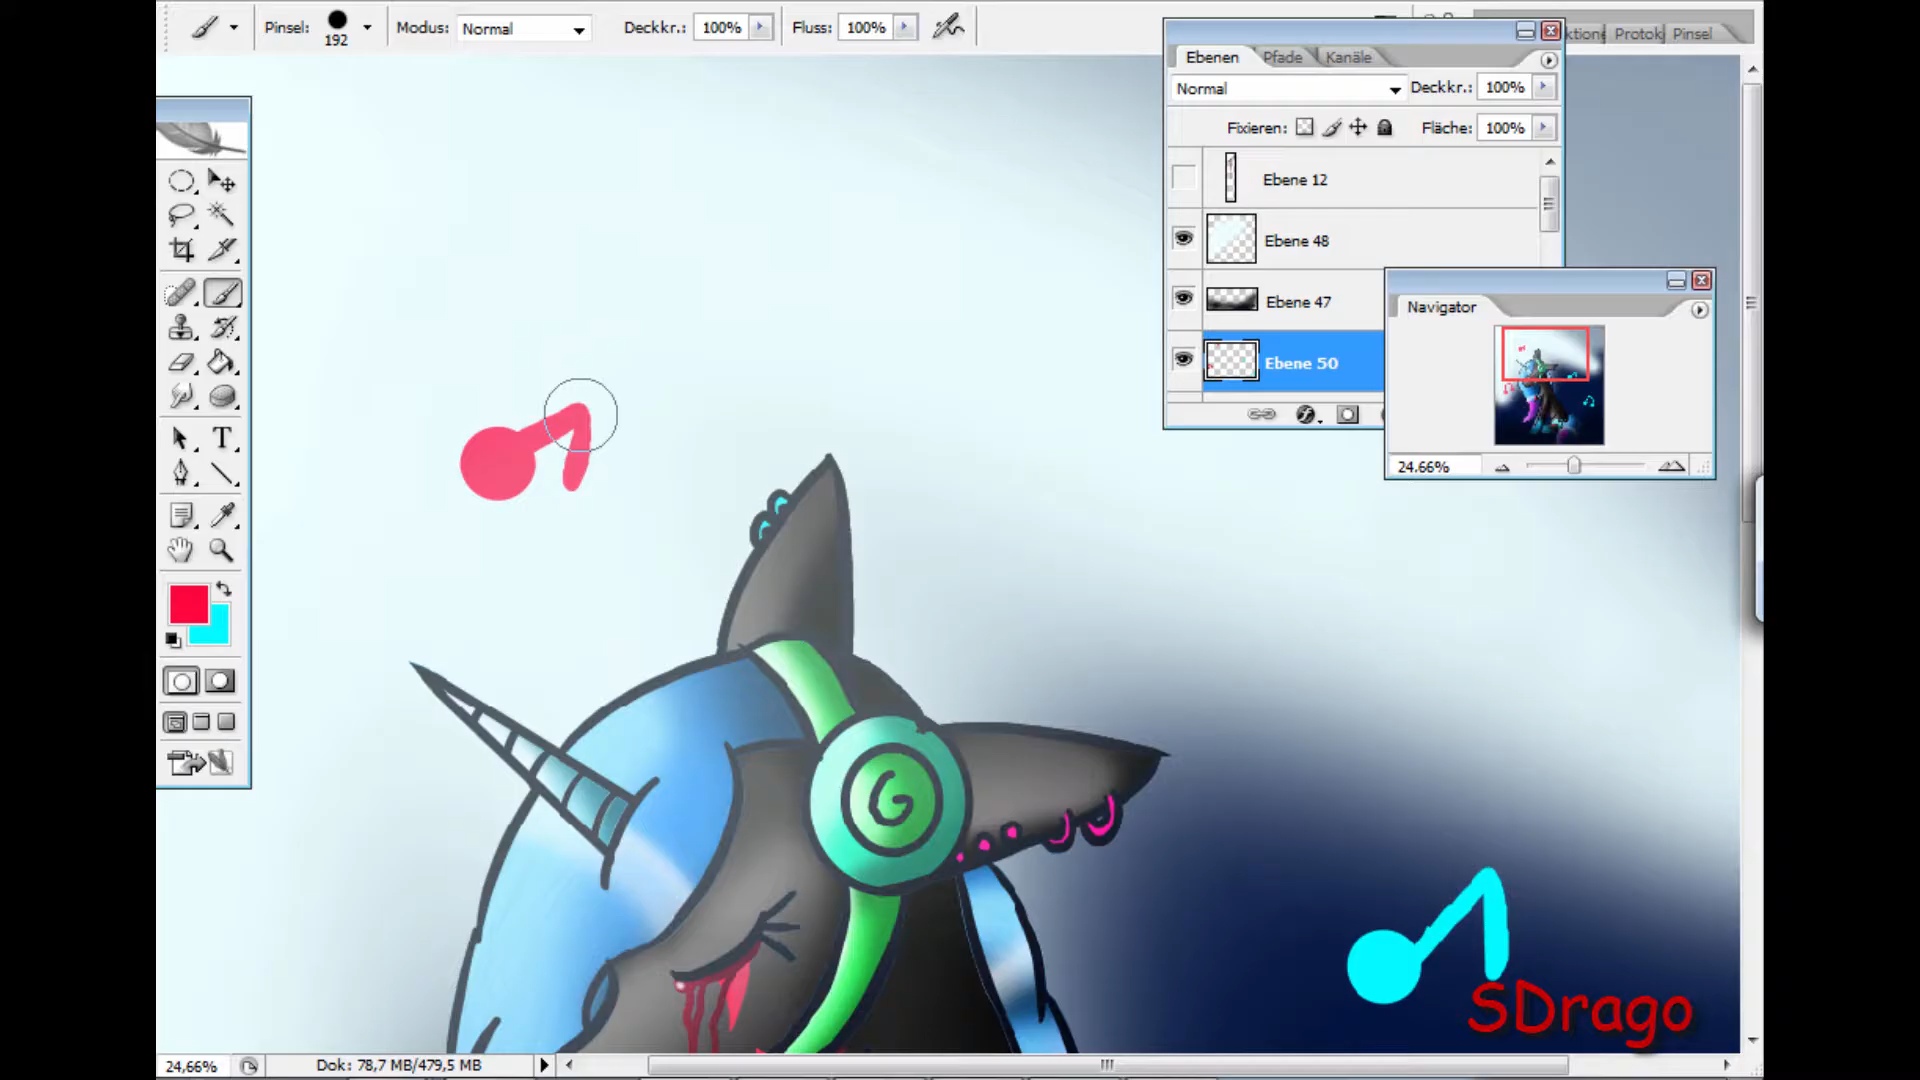 Pinsel:
192
Modus:
Normal
Deckkr.:
100%
Fluss:
100%
Protok
Pinsel
Ebenen
Pfade
Kanäle
Normal
Deckkr.:
100%
Fixieren:
Fläche:
100%
Ebene 12
Ebene 48
Ebene 47
Ebene 50
Navigator
24.66%
T
G
SDrago
24,66%
Dok: 78,7 MB/479,5 MB